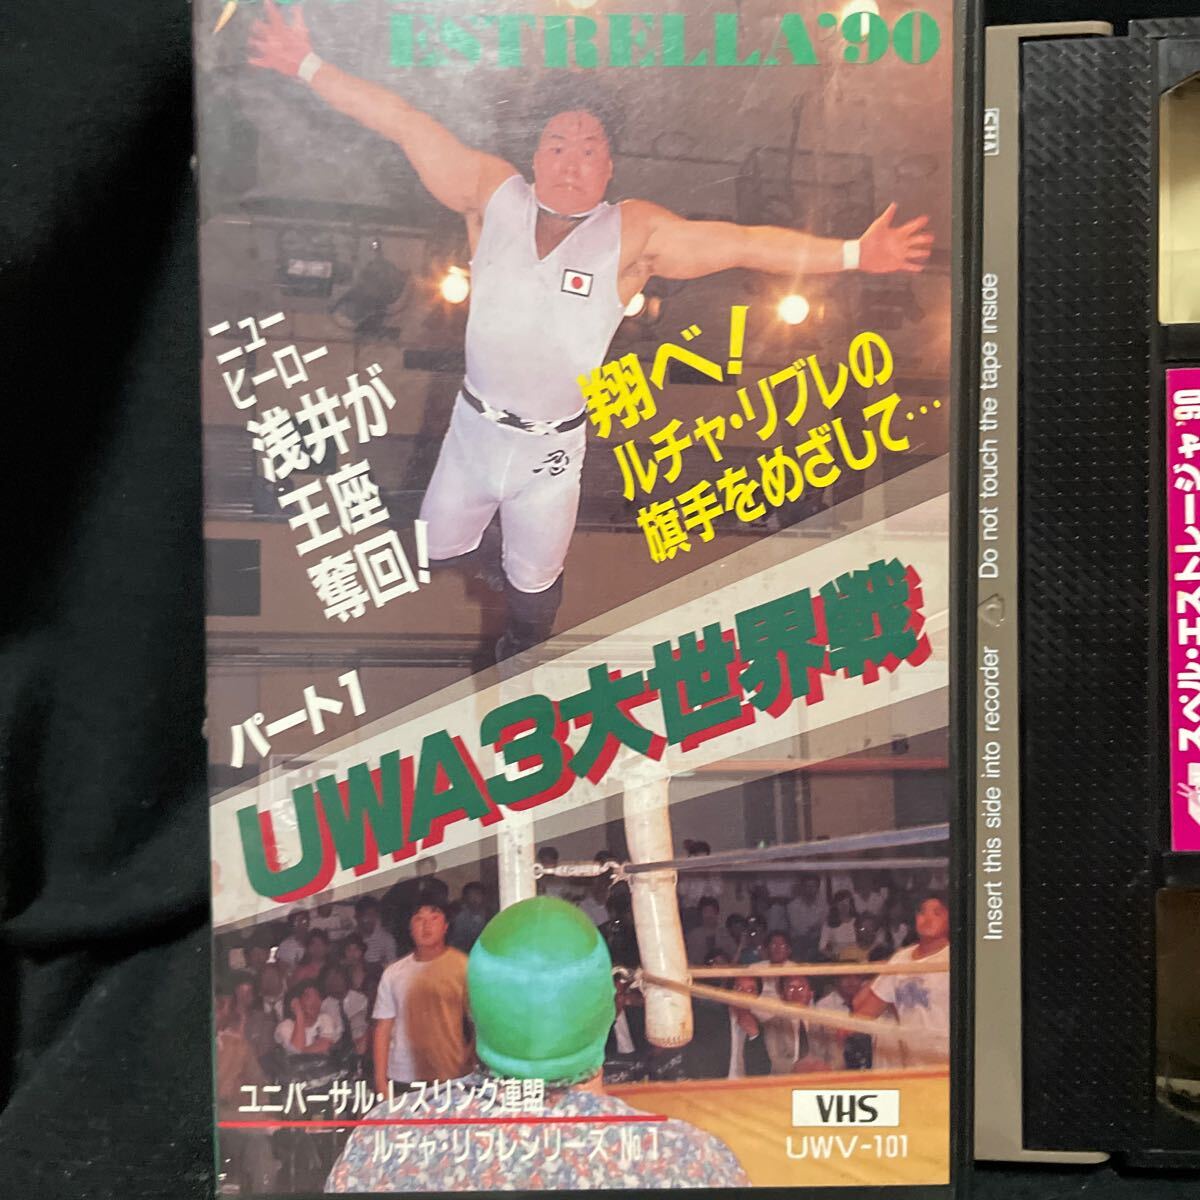 ESTRELLA'90
ニュー
ヒーロー
浅井が
王座
奪回!
翔べ!
ルチャ・リブレの
旗手をめざして…
パート1
UWA3大世界戦
ユニバーサル・レスリング連盟
ルチャ・リブレシリーズ №1
VHS
UWV-101
VHS
Insert this side into recorder Do not touch the tape inside
スペル・エストレージャ'90